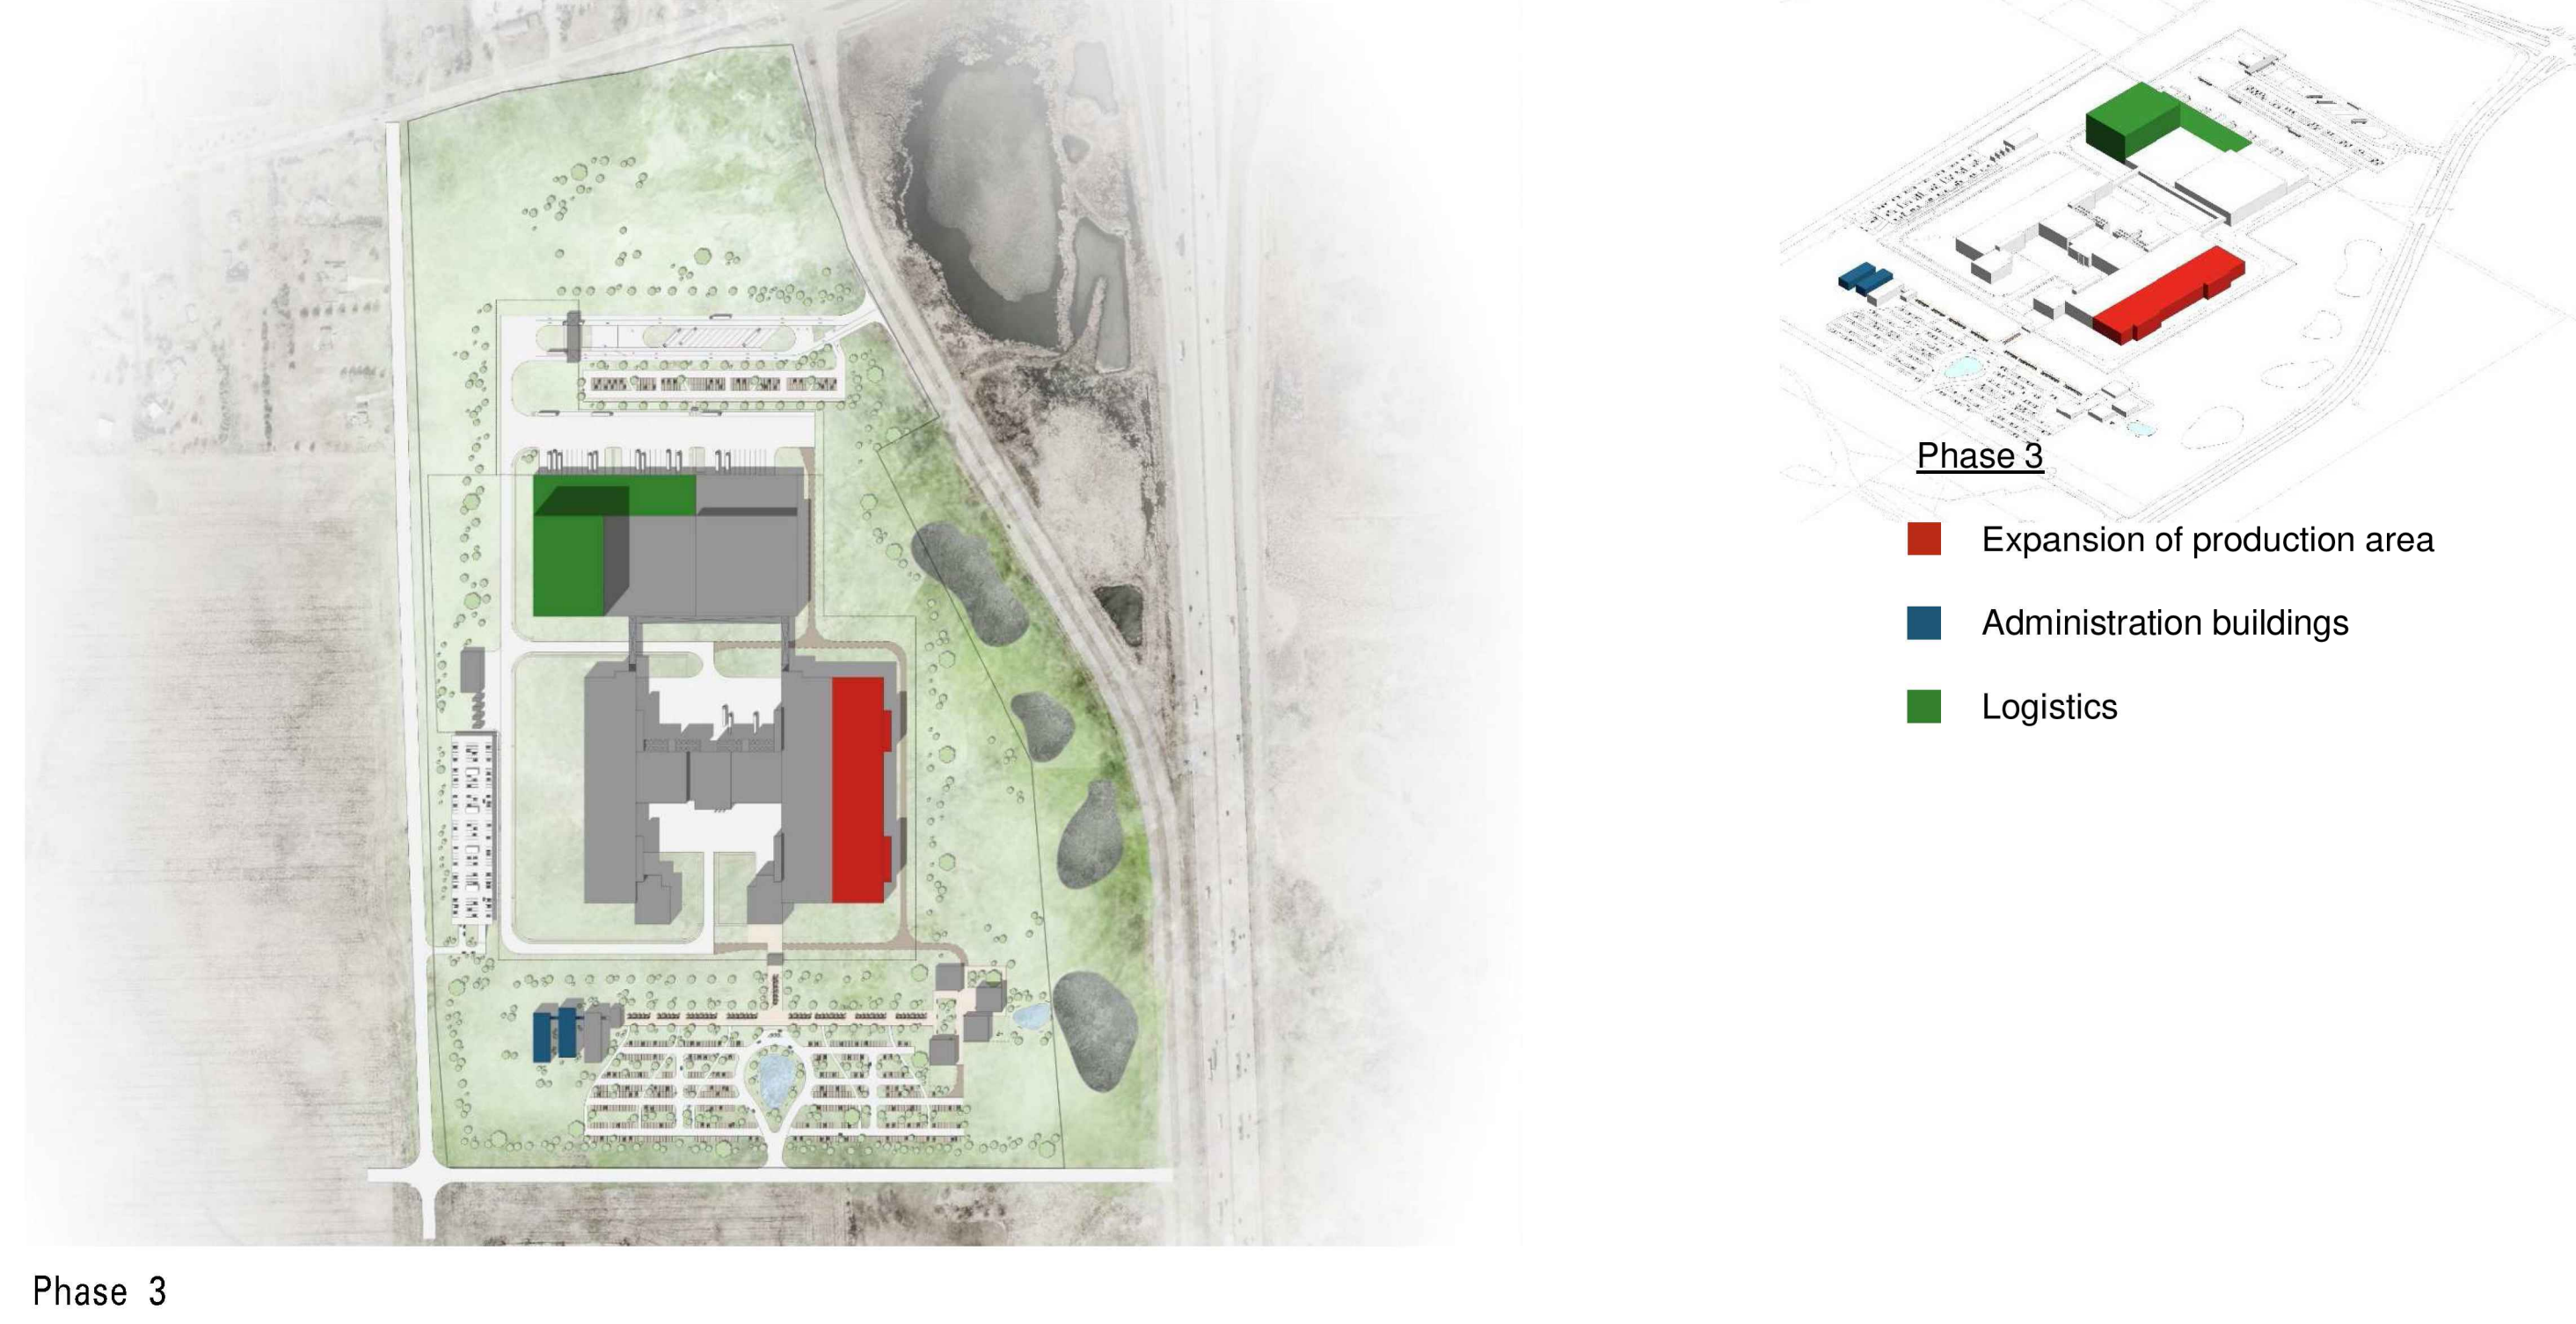 Phase 3
Expansion of production area
Administration buildings
Logistics
Phase 3